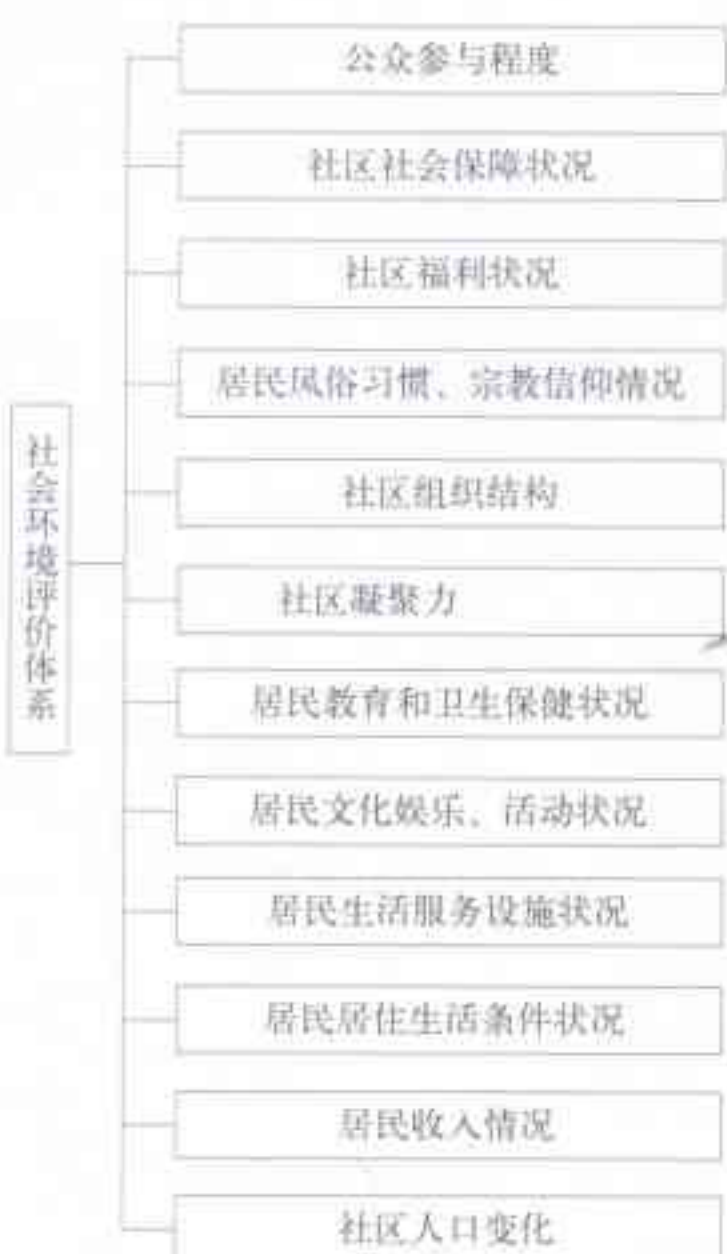 社会环境评价体系
公众参与程度
社区社会保障状况
社区福利状况
居民风俗习惯、宗教信仰情况
社区组织结构
社区凝聚力
居民教育和卫生保健状况
居民文化娱乐、活动状况
居民生活服务设施状况
居民居住生活条件状况
居民收入情况
社区人口变化